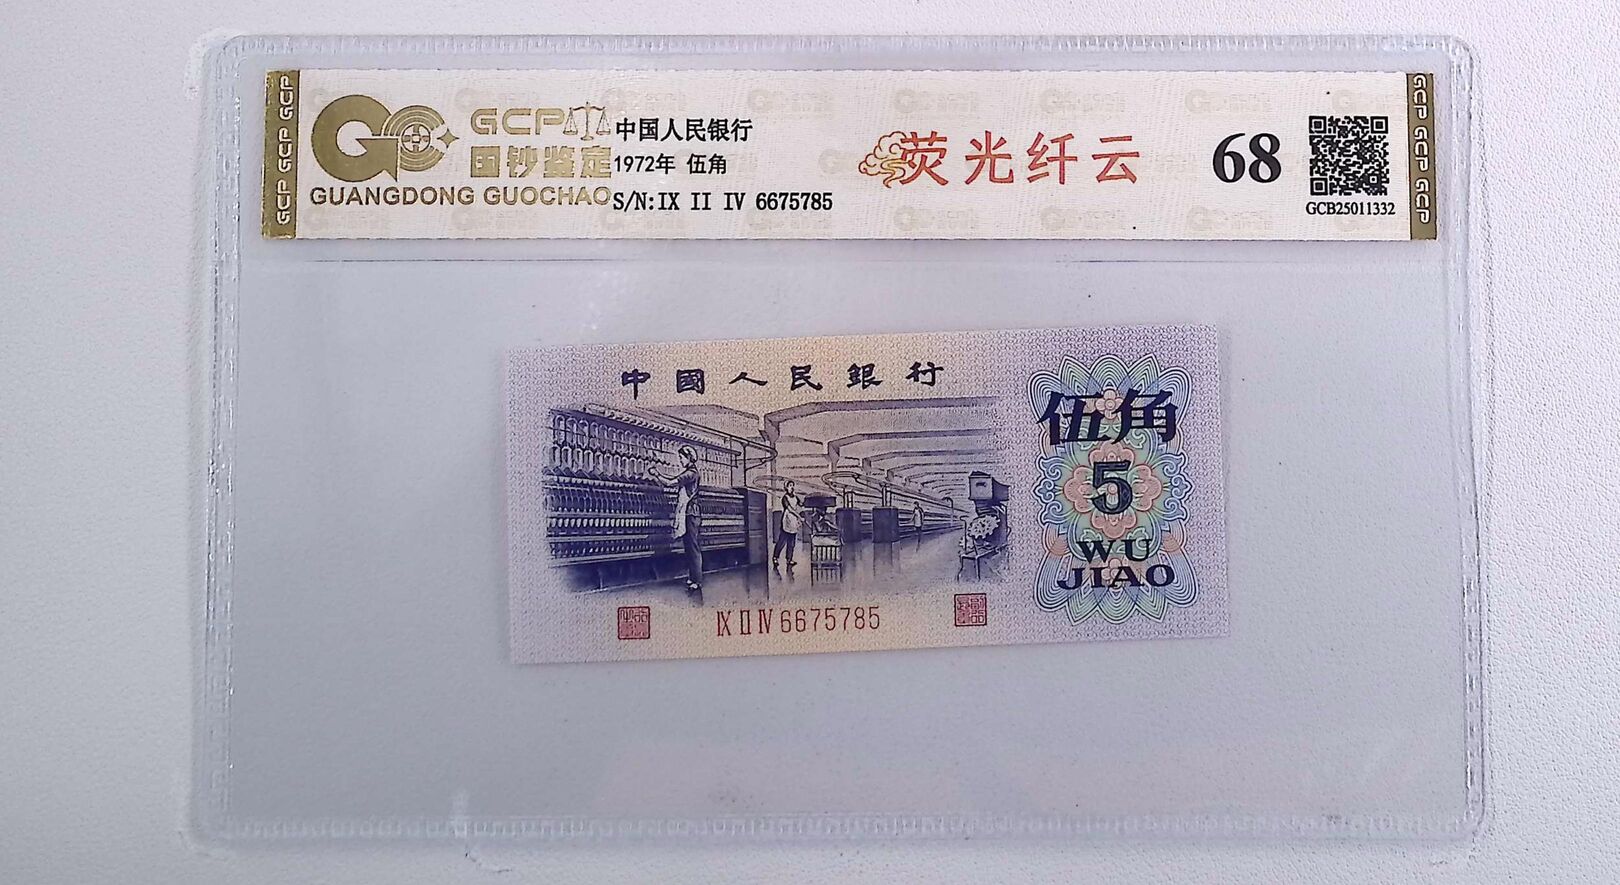 GCP GCP GCP
GCP
国钞鉴定
GUANGDONG GUOCHAO
中国人民银行
1972年 伍角
S/N:IX II IV 6675785
荧光纤云
68
GCB25011332
GCP GCP GCP
中國人民銀行
伍角
5
WU
JIAO
IX II IV 6675785